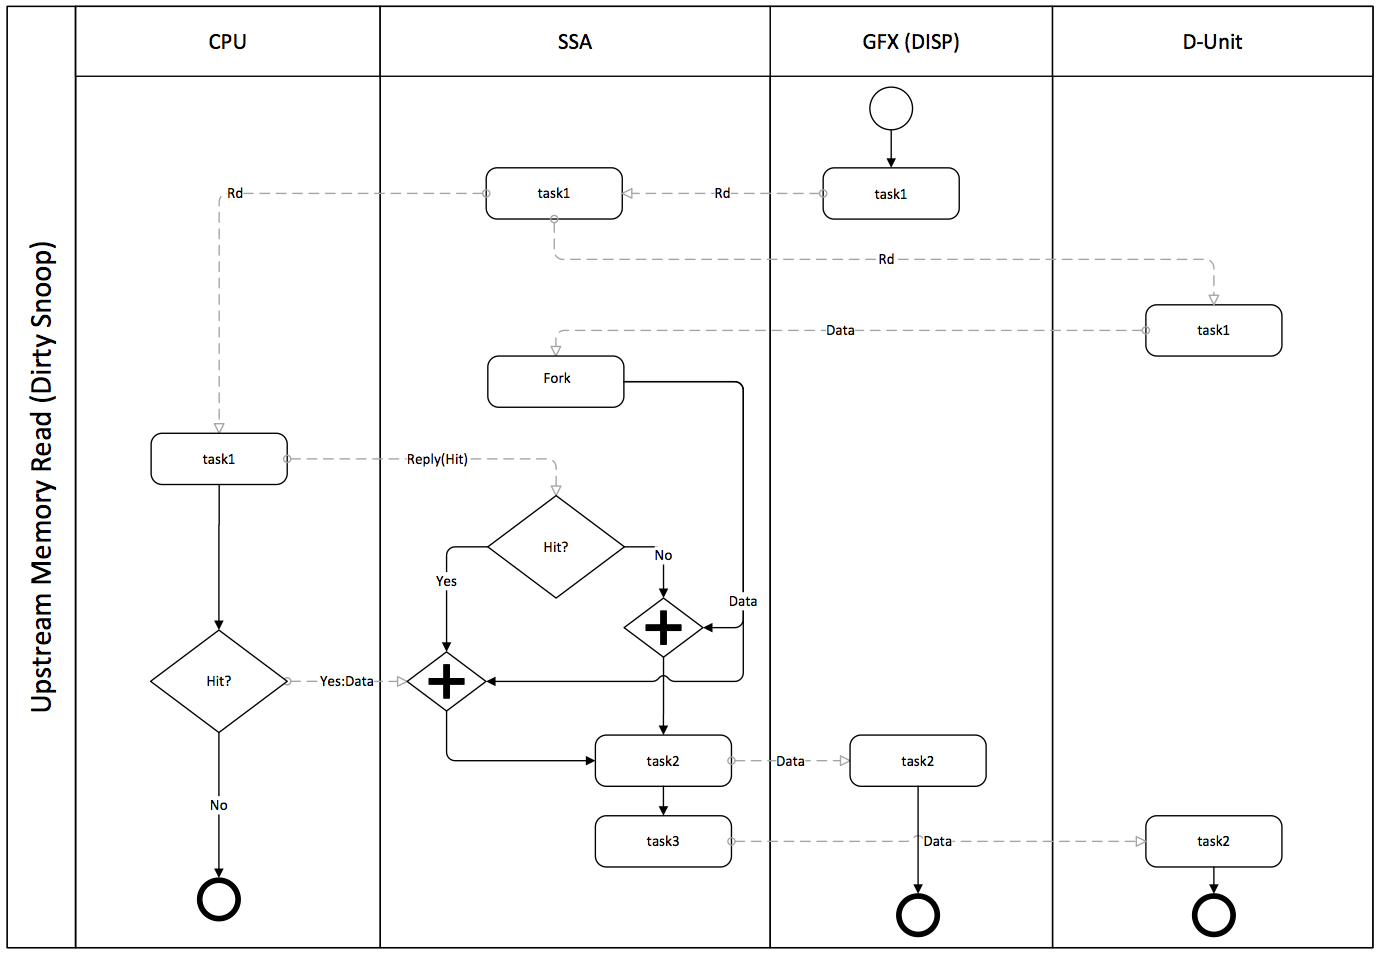 Upstream Memory Read (Dirty Snoop)
CPU
SSA
GFX (DISP)
D-Unit
Rd
task1
Rd
task1
Rd
Data
task1
Fork
task1
Reply(Hit)
Hit?
No
Yes
Data
Hit?
Yes:Data
task2
Data
task2
No
task3
Data
task2